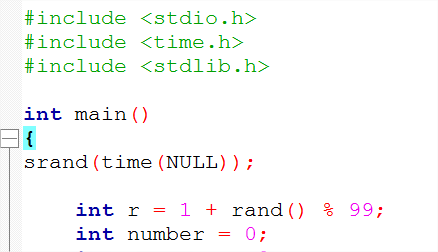 #include <stdio.h>
#include <time.h>
#include <stdlib.h>
int main()
{
srand(time(NULL));
int r = 1 + rand() % 99;
int number = 0;